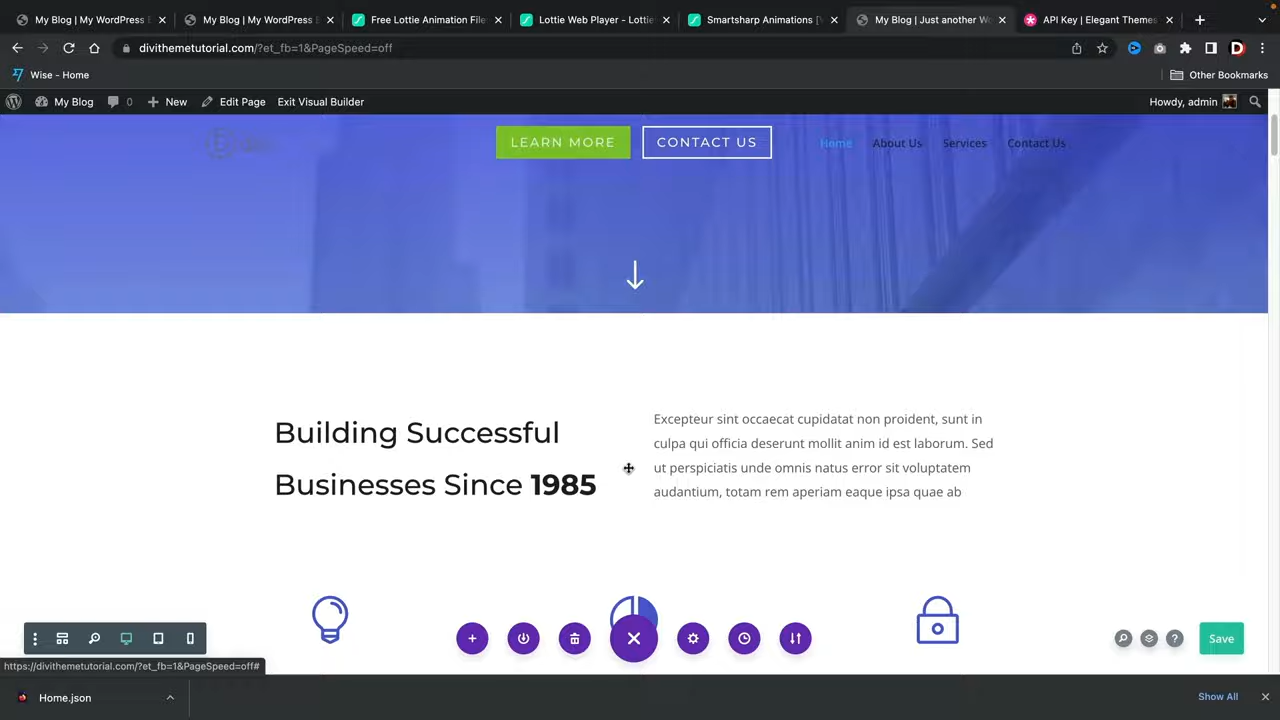 My Blog | My WordPress B
My Blog | My WordPress B
Free Lottie Animation File
Lottie Web Player - Lottie
Smartsharp Animations [V
My Blog | Just another Wo
API Key | Elegant Themes
divithemetutorial.com/?et_fb=1&PageSpeed=off
D
Wise - Home
Other Bookmarks
My Blog
0
New
Edit Page
Exit Visual Builder
Howdy, admin
LEARN MORE
CONTACT US
Home
About Us
Services
Contact Us
Building Successful
Businesses Since 1985
Excepteur sint occaecat cupidatat non proident, sunt in
culpa qui officia deserunt mollit anim id est laborum. Sed
ut perspiciatis unde omnis natus error sit voluptatem
audantium, totam rem aperiam eaque ipsa quae ab
Save
https://divithemetutorial.com/?et_fb=1&PageSpeed=off#
Home.json
Show All